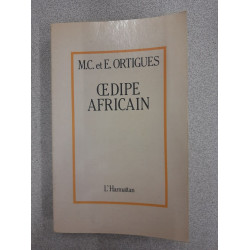 M.C. et E. ORTIGUES
ŒDIPE
AFRICAIN
L'Harmattan